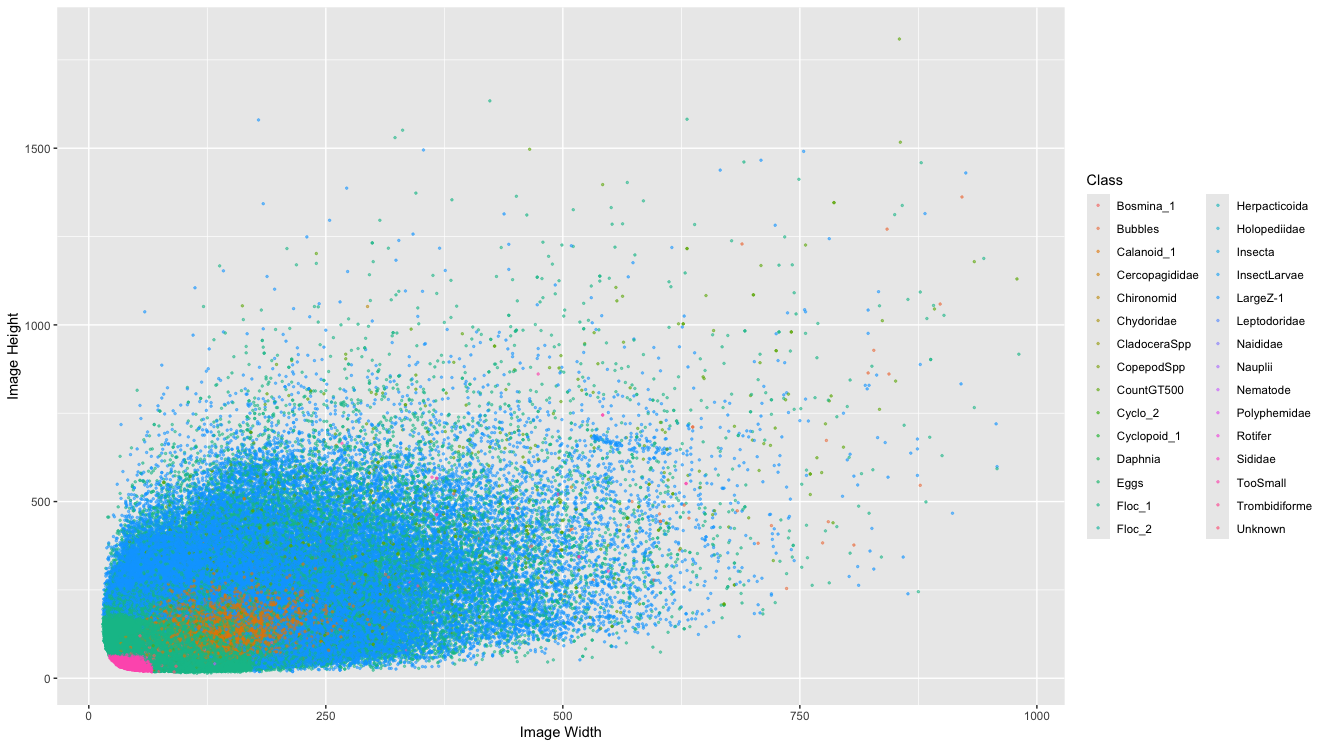 Image Height
1500
1000
500
0
0
250
500
750
1000
Image Width
Class
Bosmina_1
Bubbles
Calanoid_1
Cercopagididae
Chironomid
Chydoridae
CladoceraSpp
CopepodSpp
CountGT500
Cyclo_2
Cyclopoid_1
Daphnia
Eggs
Floc_1
Floc_2
Herpacticoida
Holopediidae
Insecta
InsectLarvae
LargeZ-1
Leptodoridae
Naididae
Nauplii
Nematode
Polyphemidae
Rotifer
Sididae
TooSmall
Trombidiforme
Unknown